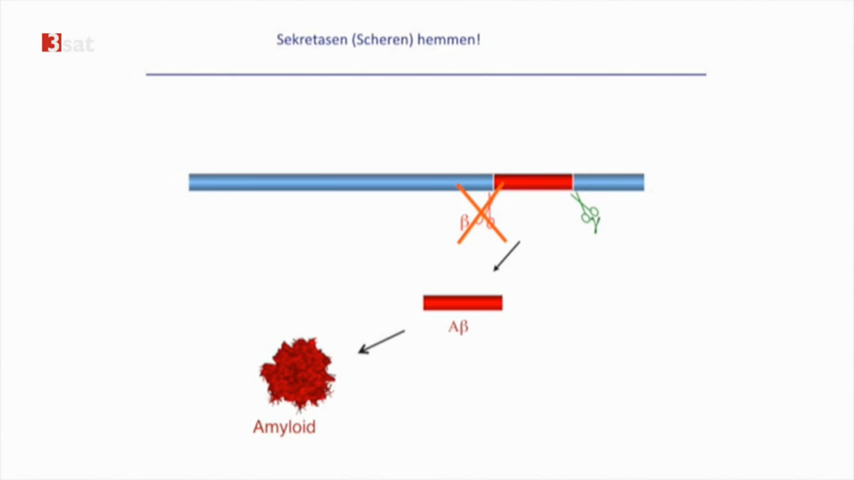 3sat
Sekretasen (Scheren) hemmen!
β
γ
Aβ
Amyloid